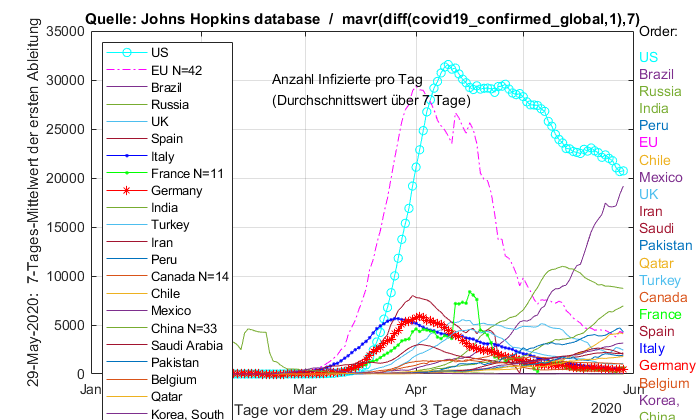 Quelle: Johns Hopkins database / mavr(diff(covid19_confirmed_global,1),7)
29-May-2020: 7-Tages-Mittelwert der ersten Ableitung
35000
30000
25000
20000
15000
10000
5000
0
US
EU N=42
Brazil
Russia
UK
Spain
Italy
France N=11
Germany
India
Turkey
Iran
Peru
Canada N=14
Chile
Mexico
China N=33
Saudi Arabia
Pakistan
Belgium
Qatar
Korea, South
Anzahl Infizierte pro Tag
(Durchschnittswert über 7 Tage)
Jan
Mar
Apr
May
Jun
Tage vor dem 29. May und 3 Tage danach
2020
Order:
US
Brazil
Russia
India
Peru
EU
Chile
Mexico
UK
Iran
Saudi
Pakistan
Qatar
Turkey
Canada
France
Spain
Italy
Germany
Belgium
Korea,
China